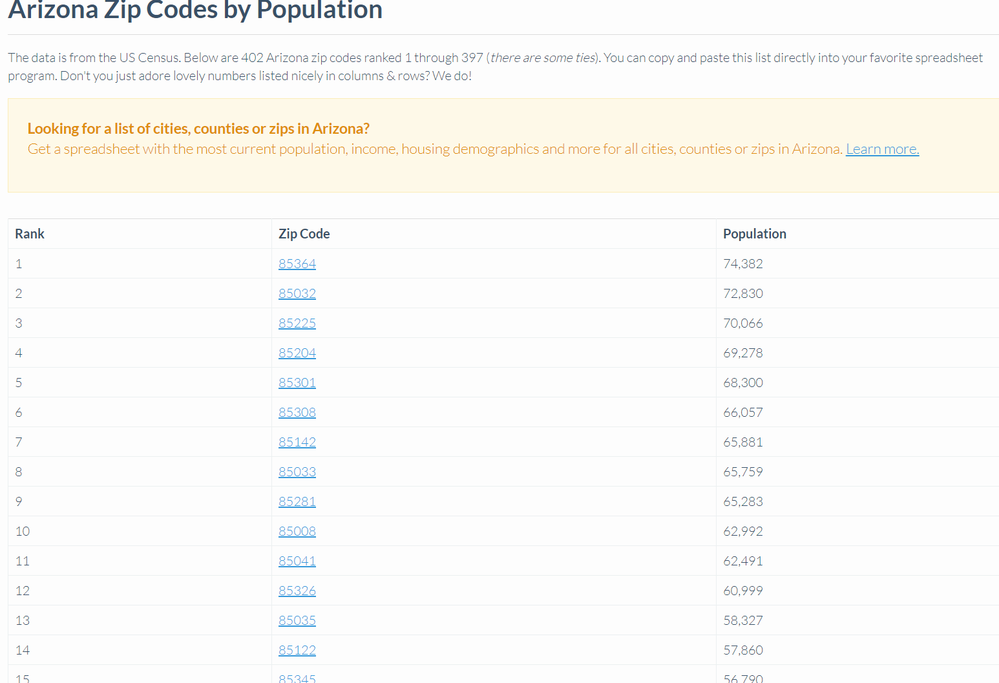 Arizona Zip Codes by Population
The data is from the US Census. Below are 402 Arizona zip codes ranked 1 through 397 (there are some ties). You can copy and paste this list directly into your favorite spreadsheet
program. Don't you just adore lovely numbers listed nicely in columns & rows? We do!
Looking for a list of cities, counties or zips in Arizona?
Get a spreadsheet with the most current population, income, housing demographics and more for all cities, counties or zips in Arizona. Learn more.
Rank Zip Code Population
1 85364 74,382
2 85032 72,830
3 85225 70,066
4 85204 69,278
5 85301 68,300
6 85308 66,057
7 85142 65,881
8 85033 65,759
9 85281 65,283
10 85008 62,992
11 85041 62,491
12 85326 60,999
13 85035 58,327
14 85122 57,860
15 85345 56,790